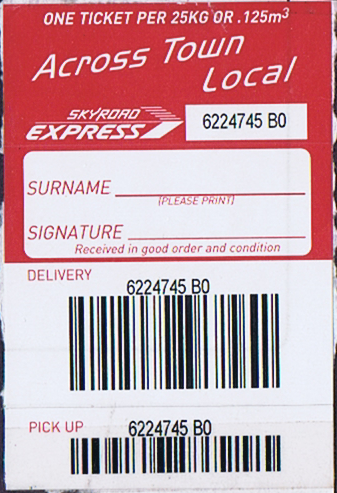 ONE TICKET PER 25KG OR .125m³
Across Town
Local
SKYROAD
EXPRESS
6224745 B0
SURNAME
(PLEASE PRINT)
SIGNATURE
Received in good order and condition
DELIVERY
6224745 B0
PICK UP
6224745 B0